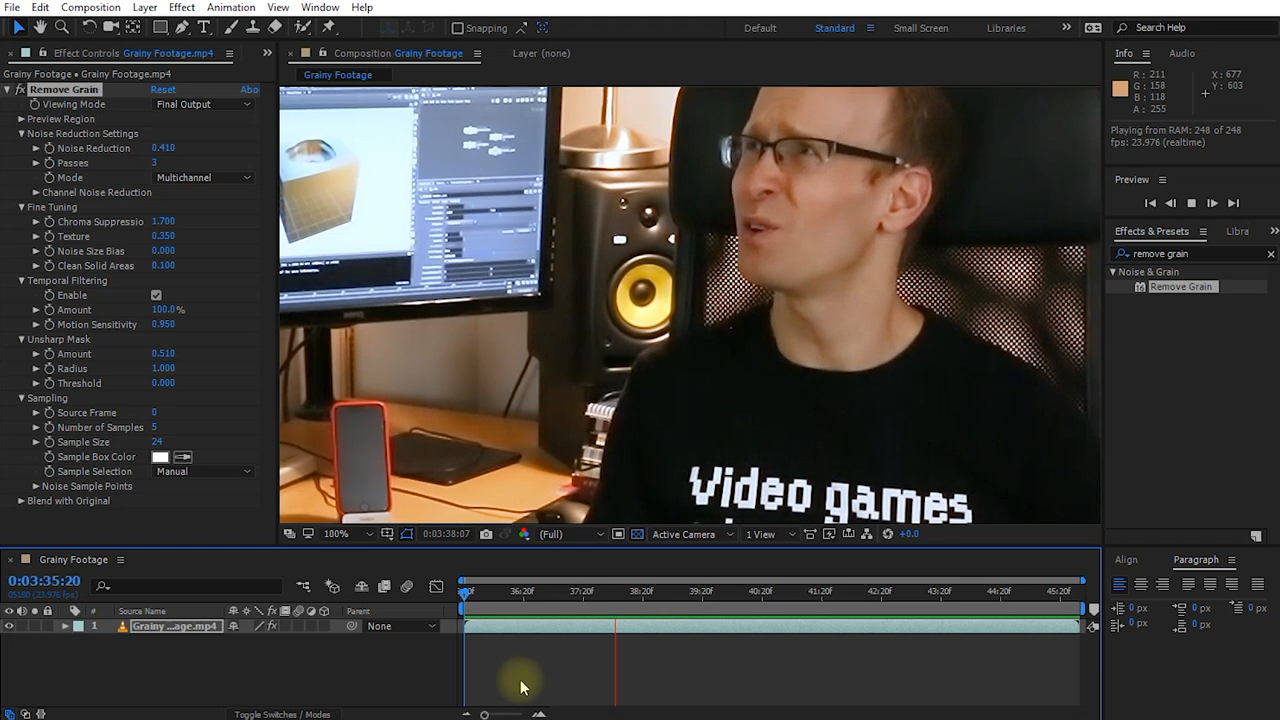 File Edit Composition Layer Effect Animation View Window Help
Snapping Default Standard Small Screen Libraries Search Help
Effect Controls Grainy Footage.mp4
Composition Grainy Footage
Layer (none)
Info Audio
Grainy Footage • Grainy Footage.mp4
Grainy Footage
Remove Grain Reset Abo
Viewing Mode Final Output
Preview Region
Noise Reduction Settings
Noise Reduction 0.410
Passes 3
Mode Multichannel
Channel Noise Reduction
Fine Tuning
Chroma Suppressio 1.700
Texture 0.350
Noise Size Bias 0.000
Clean Solid Areas 0.100
Temporal Filtering
Enable
Amount 100.0 %
Motion Sensitivity 0.950
Unsharp Mask
Amount 0.510
Radius 1.000
Threshold 0.000
Sampling
Source Frame 0
Number of Samples 5
Sample Size 24
Sample Box Color
Sample Selection Manual
Noise Sample Points
Blend with Original
Video games
100% 0:03:38:07 (Full) Active Camera 1 View +0.0
R : 211 X : 677
G : 158 Y : 603
B : 118
A : 255
Playing from RAM: 248 of 248
fps: 23.976 (realtime)
Preview
Effects & Presets Libra
remove grain
Noise & Grain
Remove Grain
Grainy Footage
0:03:35:20
05180 (23.976 fps)
36:20f 37:20f 38:20f 39:20f 40:20f 41:20f 42:20f 43:20f 44:20f 45:20f
# Source Name Parent
1 Grainy ...age.mp4 None
Toggle Switches / Modes
Align Paragraph
0 px 0 px 0 px
0 px 0 px